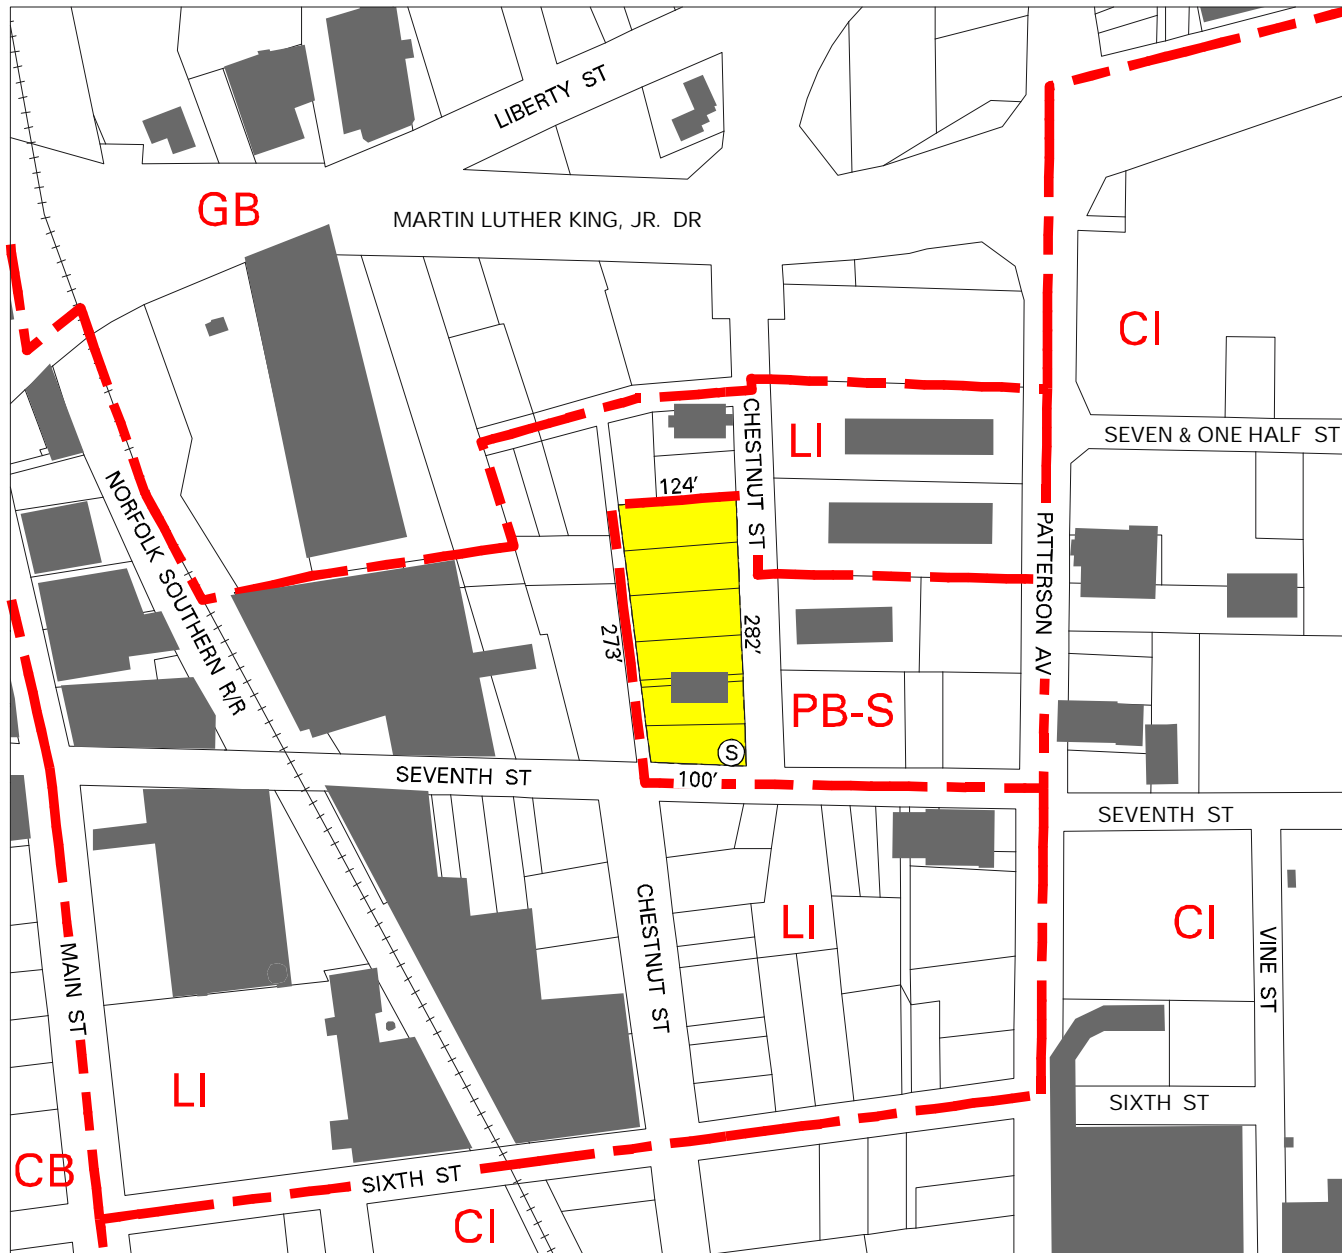 LIBERTY ST
GB
MARTIN LUTHER KING, JR. DR
CI
CHESTNUT ST
LI
SEVEN & ONE HALF ST
124'
NORFOLK SOUTHERN R/R
PATTERSON AV
273'
282'
PB-S
S
SEVENTH ST
100'
SEVENTH ST
CHESTNUT ST
LI
CI
VINE ST
MAIN ST
LI
SIXTH ST
CB
SIXTH ST
CI